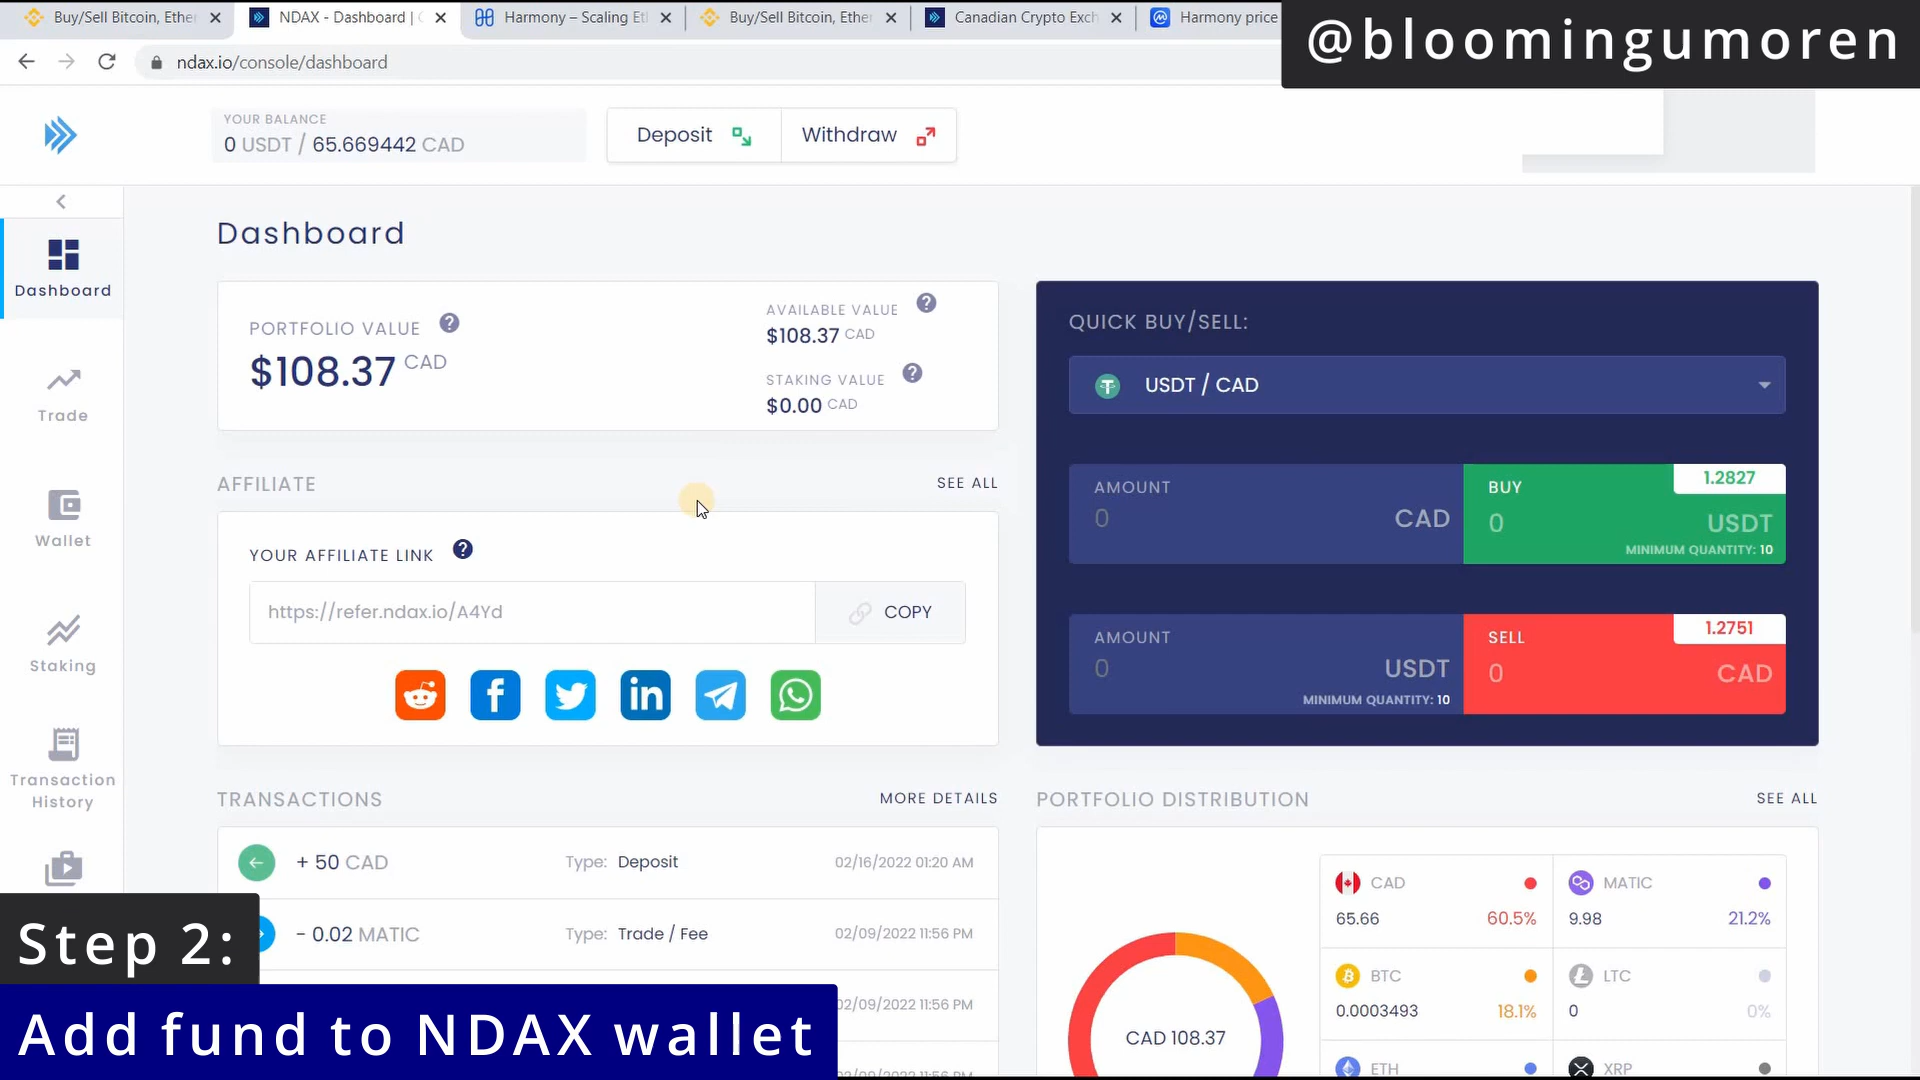 Buy/Sell Bitcoin, Ether
NDAX - Dashboard | C
Harmony – Scaling Et
Buy/Sell Bitcoin, Ether
Canadian Crypto Exch
Harmony price
@bloomingumoren
ndax.io/console/dashboard
YOUR BALANCE
0 USDT / 65.669442 CAD
Deposit
Withdraw
Dashboard
Trade
Wallet
Staking
Transaction
History
Dashboard
PORTFOLIO VALUE
$108.37 CAD
AVAILABLE VALUE
$108.37 CAD
STAKING VALUE
$0.00 CAD
AFFILIATE
SEE ALL
YOUR AFFILIATE LINK
https://refer.ndax.io/A4Yd
COPY
QUICK BUY/SELL:
USDT / CAD
AMOUNT
0 CAD
BUY
1.2827
0 USDT
MINIMUM QUANTITY: 10
AMOUNT
0 USDT
MINIMUM QUANTITY: 10
SELL
1.2751
0 CAD
TRANSACTIONS
MORE DETAILS
+ 50 CAD Type: Deposit 02/16/2022 01:20 AM
- 0.02 MATIC Type: Trade / Fee 02/09/2022 11:56 PM
02/09/2022 11:56 PM
02/09/2022 11:56 PM
PORTFOLIO DISTRIBUTION
SEE ALL
CAD 108.37
CAD
65.66 60.5%
MATIC
9.98 21.2%
BTC
0.0003493 18.1%
LTC
0 0%
ETH
XRP
Step 2:
Add fund to NDAX wallet